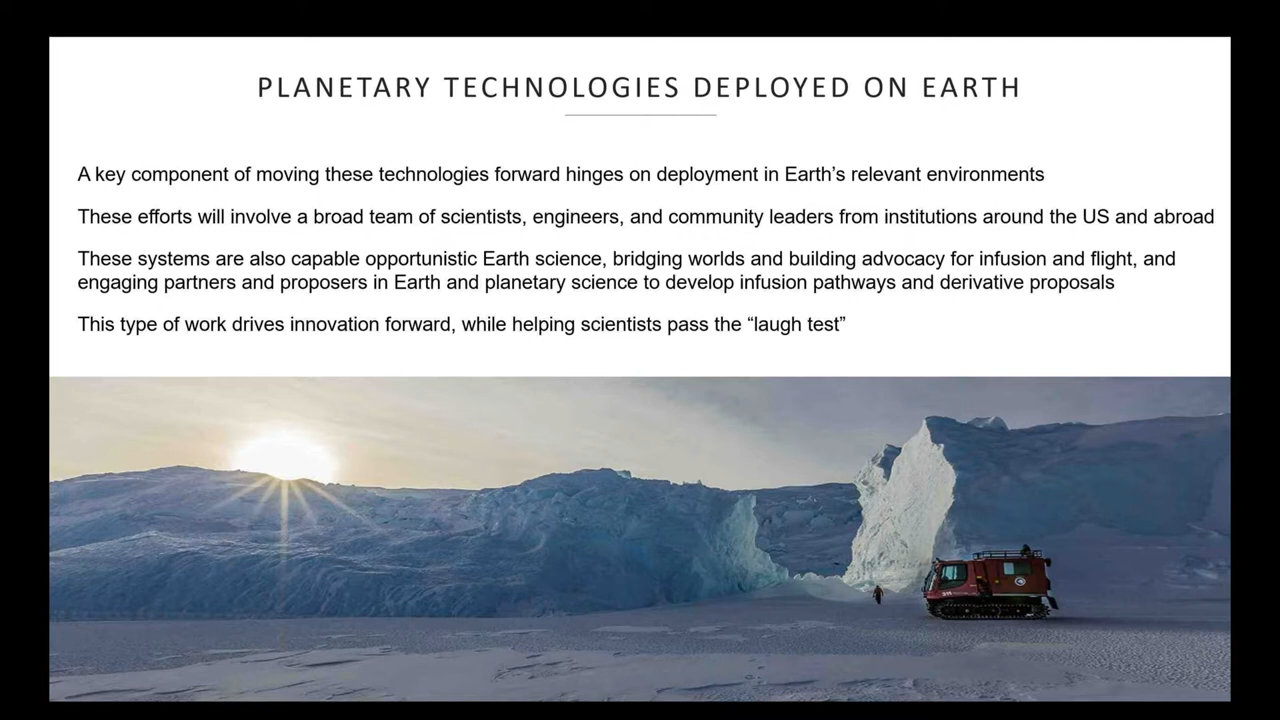 PLANETARY TECHNOLOGIES DEPLOYED ON EARTH
A key component of moving these technologies forward hinges on deployment in Earth’s relevant environments
These efforts will involve a broad team of scientists, engineers, and community leaders from institutions around the US and abroad
These systems are also capable opportunistic Earth science, bridging worlds and building advocacy for infusion and flight, and
engaging partners and proposers in Earth and planetary science to develop infusion pathways and derivative proposals
This type of work drives innovation forward, while helping scientists pass the “laugh test”